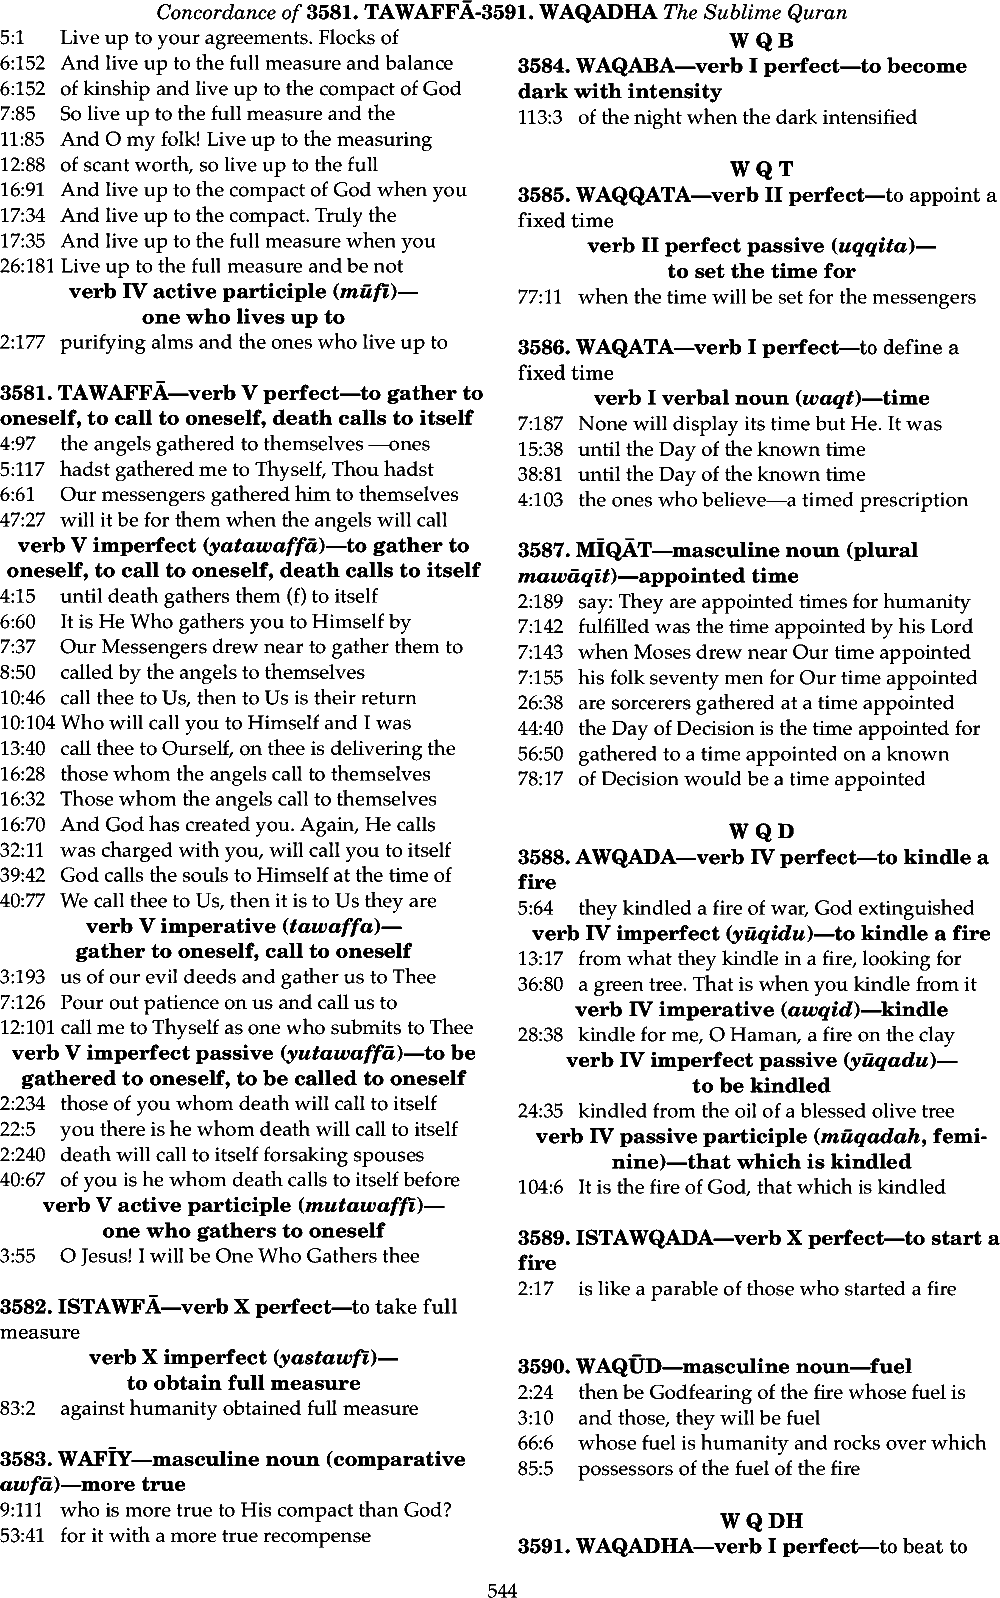 Concordance of 3581. TAWAFFĀ-3591. WAQADHA The Sublime Quran
5:1 Live up to your agreements. Flocks of
6:152 And live up to the full measure and balance
6:152 of kinship and live up to the compact of God
7:85 So live up to the full measure and the
11:85 And O my folk! Live up to the measuring
12:88 of scant worth, so live up to the full
16:91 And live up to the compact of God when you
17:34 And live up to the compact. Truly the
17:35 And live up to the full measure when you
26:181 Live up to the full measure and be not
verb IV active participle (mūfī)—
one who lives up to
2:177 purifying alms and the ones who live up to
3581. TAWAFFĀ—verb V perfect—to gather to
oneself, to call to oneself, death calls to itself
4:97 the angels gathered to themselves —ones
5:117 hadst gathered me to Thyself, Thou hadst
6:61 Our messengers gathered him to themselves
47:27 will it be for them when the angels will call
verb V imperfect (yatawaffā)—to gather to
oneself, to call to oneself, death calls to itself
4:15 until death gathers them (f) to itself
6:60 It is He Who gathers you to Himself by
7:37 Our Messengers drew near to gather them to
8:50 called by the angels to themselves
10:46 call thee to Us, then to Us is their return
10:104 Who will call you to Himself and I was
13:40 call thee to Ourself, on thee is delivering the
16:28 those whom the angels call to themselves
16:32 Those whom the angels call to themselves
16:70 And God has created you. Again, He calls
32:11 was charged with you, will call you to itself
39:42 God calls the souls to Himself at the time of
40:77 We call thee to Us, then it is to Us they are
verb V imperative (tawaffa)—
gather to oneself, call to oneself
3:193 us of our evil deeds and gather us to Thee
7:126 Pour out patience on us and call us to
12:101 call me to Thyself as one who submits to Thee
verb V imperfect passive (yutawaffā)—to be
gathered to oneself, to be called to oneself
2:234 those of you whom death will call to itself
22:5 you there is he whom death will call to itself
2:240 death will call to itself forsaking spouses
40:67 of you is he whom death calls to itself before
verb V active participle (mutawaffī)—
one who gathers to oneself
3:55 O Jesus! I will be One Who Gathers thee
3582. ISTAWFĀ—verb X perfect—to take full
measure
verb X imperfect (yastawfī)—
to obtain full measure
83:2 against humanity obtained full measure
3583. WAFĪY—masculine noun (comparative
awfā)—more true
9:111 who is more true to His compact than God?
53:41 for it with a more true recompense
W Q B
3584. WAQABA—verb I perfect—to become
dark with intensity
113:3 of the night when the dark intensified
W Q T
3585. WAQQATA—verb II perfect—to appoint a
fixed time
verb II perfect passive (uqqita)—
to set the time for
77:11 when the time will be set for the messengers
3586. WAQATA—verb I perfect—to define a
fixed time
verb I verbal noun (waqt)—time
7:187 None will display its time but He. It was
15:38 until the Day of the known time
38:81 until the Day of the known time
4:103 the ones who believe—a timed prescription
3587. MĪQĀT—masculine noun (plural
mawāqīt)—appointed time
2:189 say: They are appointed times for humanity
7:142 fulfilled was the time appointed by his Lord
7:143 when Moses drew near Our time appointed
7:155 his folk seventy men for Our time appointed
26:38 are sorcerers gathered at a time appointed
44:40 the Day of Decision is the time appointed for
56:50 gathered to a time appointed on a known
78:17 of Decision would be a time appointed
W Q D
3588. AWQADA—verb IV perfect—to kindle a
fire
5:64 they kindled a fire of war, God extinguished
verb IV imperfect (yūqidu)—to kindle a fire
13:17 from what they kindle in a fire, looking for
36:80 a green tree. That is when you kindle from it
verb IV imperative (awqid)—kindle
28:38 kindle for me, O Haman, a fire on the clay
verb IV imperfect passive (yūqadu)—
to be kindled
24:35 kindled from the oil of a blessed olive tree
verb IV passive participle (mūqadah, femi-
nine)—that which is kindled
104:6 It is the fire of God, that which is kindled
3589. ISTAWQADA—verb X perfect—to start a
fire
2:17 is like a parable of those who started a fire
3590. WAQŪD—masculine noun—fuel
2:24 then be Godfearing of the fire whose fuel is
3:10 and those, they will be fuel
66:6 whose fuel is humanity and rocks over which
85:5 possessors of the fuel of the fire
W Q DH
3591. WAQADHA—verb I perfect—to beat to
544